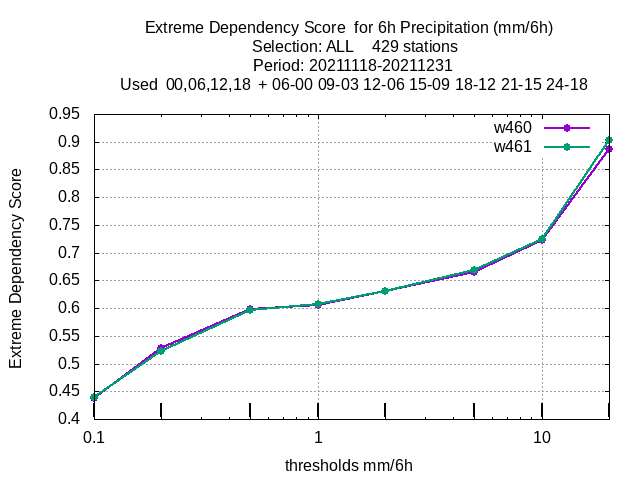 Extreme Dependency Score  for 6h Precipitation (mm/6h)
Selection: ALL    429 stations
Period: 20211118-20211231
Used  00,06,12,18  + 06-00 09-03 12-06 15-09 18-12 21-15 24-18
w460
w461
0.95
0.9
0.85
0.8
0.75
0.7
0.65
0.6
0.55
0.5
0.45
0.4
Extreme Dependency Score
0.1
1
10
thresholds mm/6h